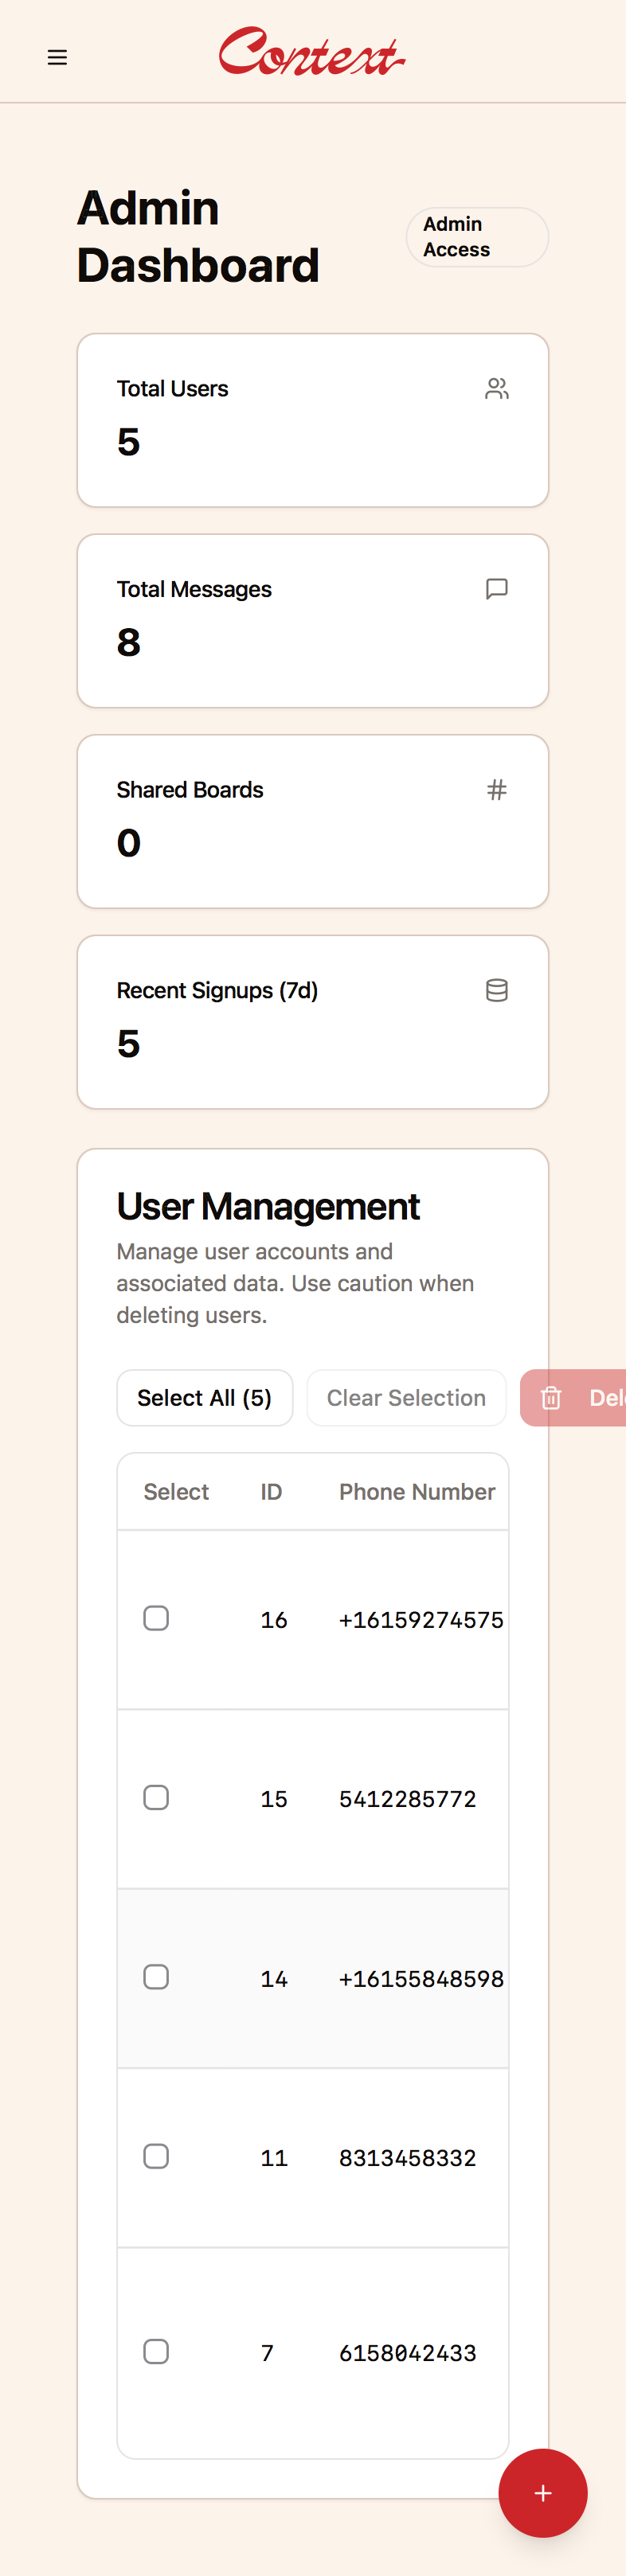 Context
Admin
Dashboard
Admin
Access
Total Users
5
Total Messages
8
Shared Boards
0
Recent Signups (7d)
5
User Management
Manage user accounts and
associated data. Use caution when
deleting users.
Select All (5) Clear Selection
Select ID Phone Number
16 +16159274575
15 5412285772
14 +16155848598
11 8313458332
7 6158042433